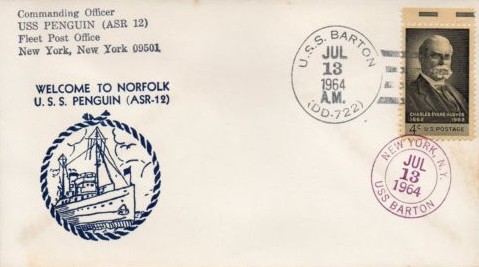 Commanding Officer
USS PENGUIN (ASR 12)
Fleet Post Office
New York, New York 09501
WELCOME TO NORFOLK
U.S.S. PENGUIN (ASR-12)
U.S.S. BARTON
JUL
13
1964
A.M.
(DD-722)
CHARLES EVANS HUGHES
1862 1962
4¢ U.S. POSTAGE
NEW YORK, N.Y.
JUL
13
1964
USS BARTON